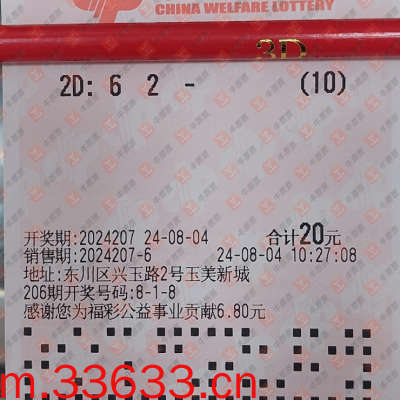 CHINA WELFARE LOTTERY
3D
2D: 6 2 - (10)
开奖期:2024207 24-08-04 合计20元
销售期:2024207-6 24-08-04 10:27:08
地址:东川区兴玉路2号玉美新城
206期开奖号码:8-1-8
感谢您为福彩公益事业贡献6.80元
m.33633.cn